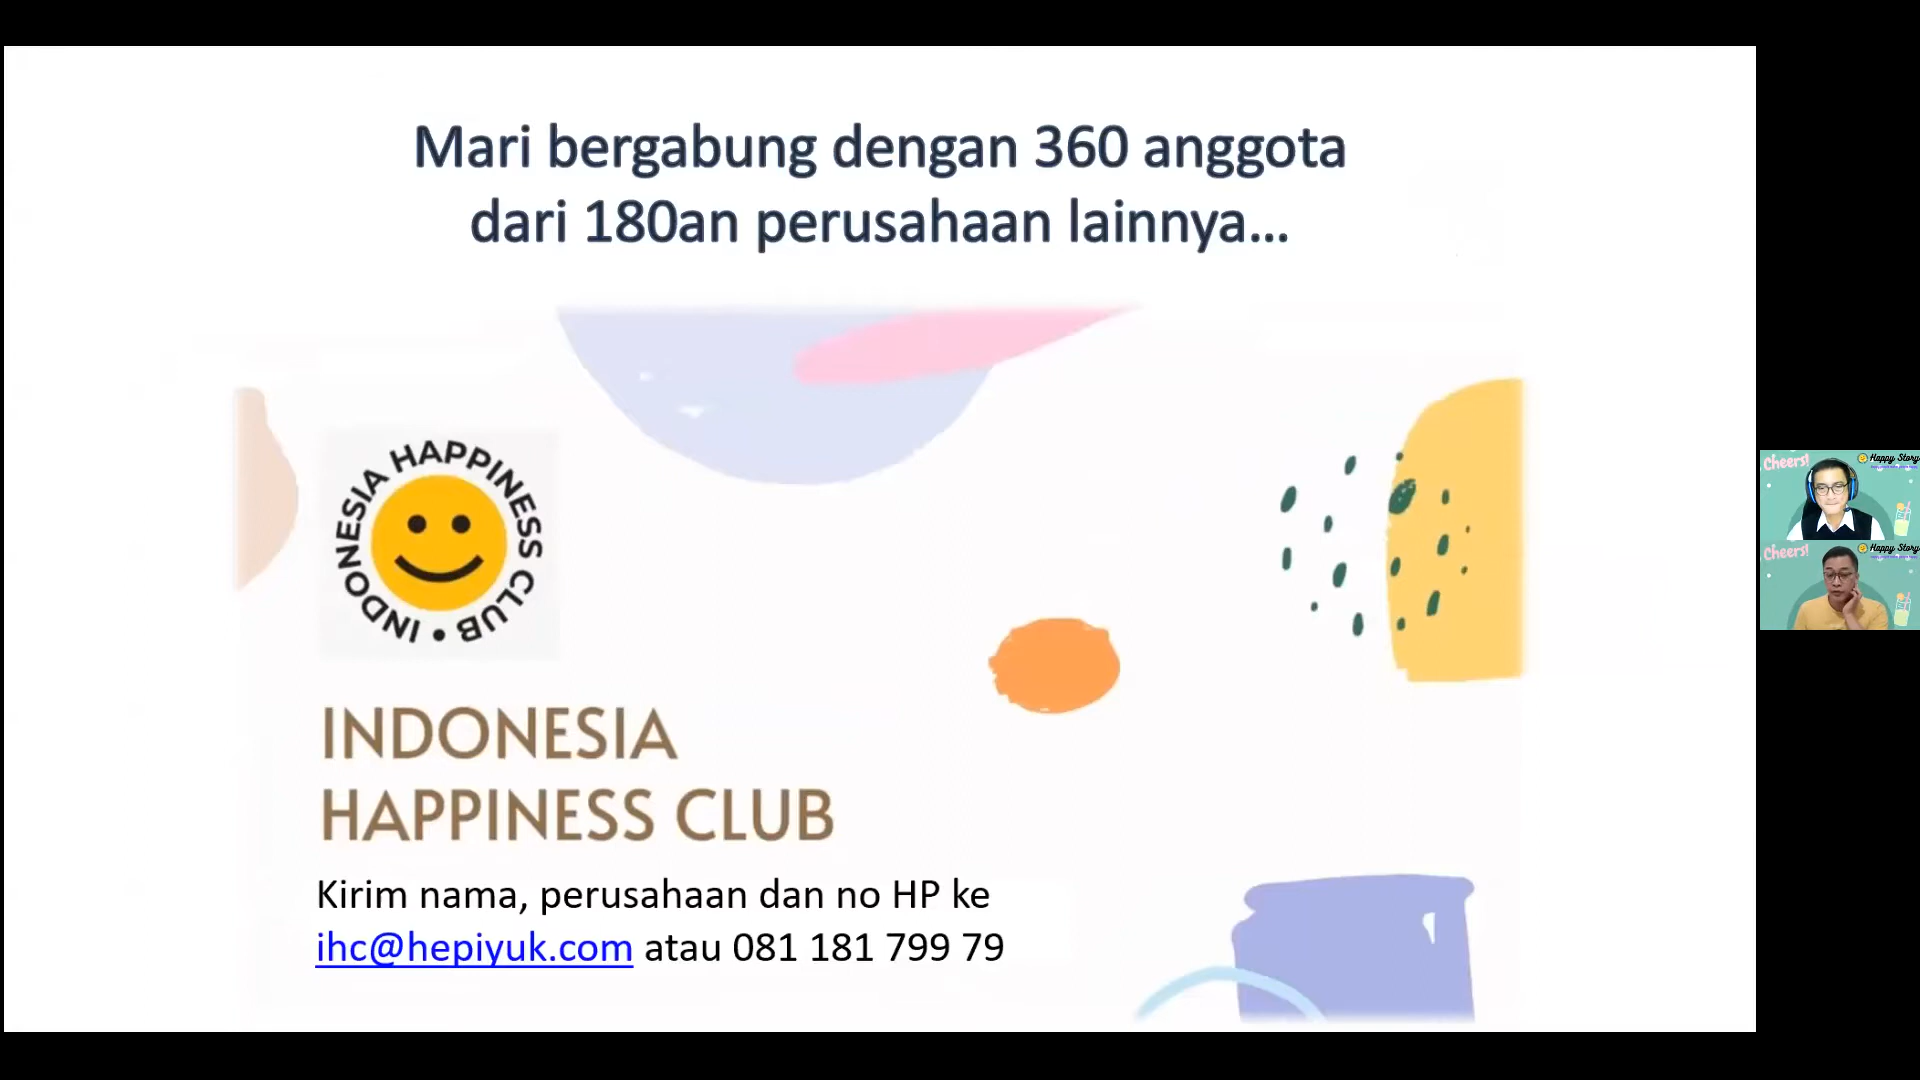 Mari bergabung dengan 360 anggota
dari 180an perusahaan lainnya...
INDONESIA HAPPINESS CLUB •
INDONESIA
HAPPINESS CLUB
Kirim nama, perusahaan dan no HP ke
ihc@hepiyuk.com atau 081 181 799 79
Cheers!
Happy Story
Cheers!
Happy Story